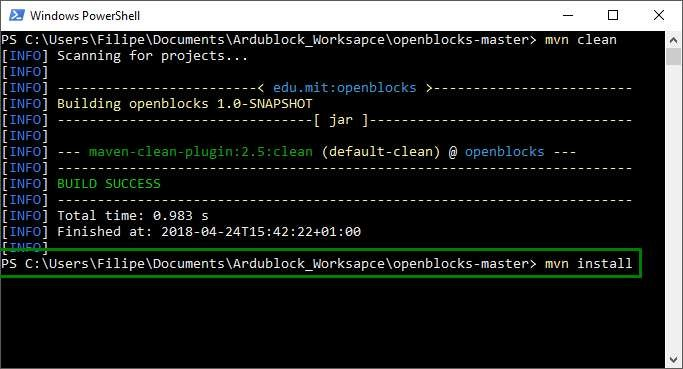 Windows PowerShell
PS C:\Users\Filipe\Documents\Ardublock_Worksapce\openblocks-master> mvn clean
[INFO] Scanning for projects...
[INFO]
[INFO] -------------------------< edu.mit:openblocks >-------------------------
[INFO] Building openblocks 1.0-SNAPSHOT
[INFO] --------------------------------[ jar ]---------------------------------
[INFO]
[INFO] --- maven-clean-plugin:2.5:clean (default-clean) @ openblocks ---
[INFO] ------------------------------------------------------------------------
[INFO] BUILD SUCCESS
[INFO] ------------------------------------------------------------------------
[INFO] Total time: 0.983 s
[INFO] Finished at: 2018-04-24T15:42:22+01:00
[INFO]
PS C:\Users\Filipe\Documents\Ardublock_Worksapce\openblocks-master> mvn install